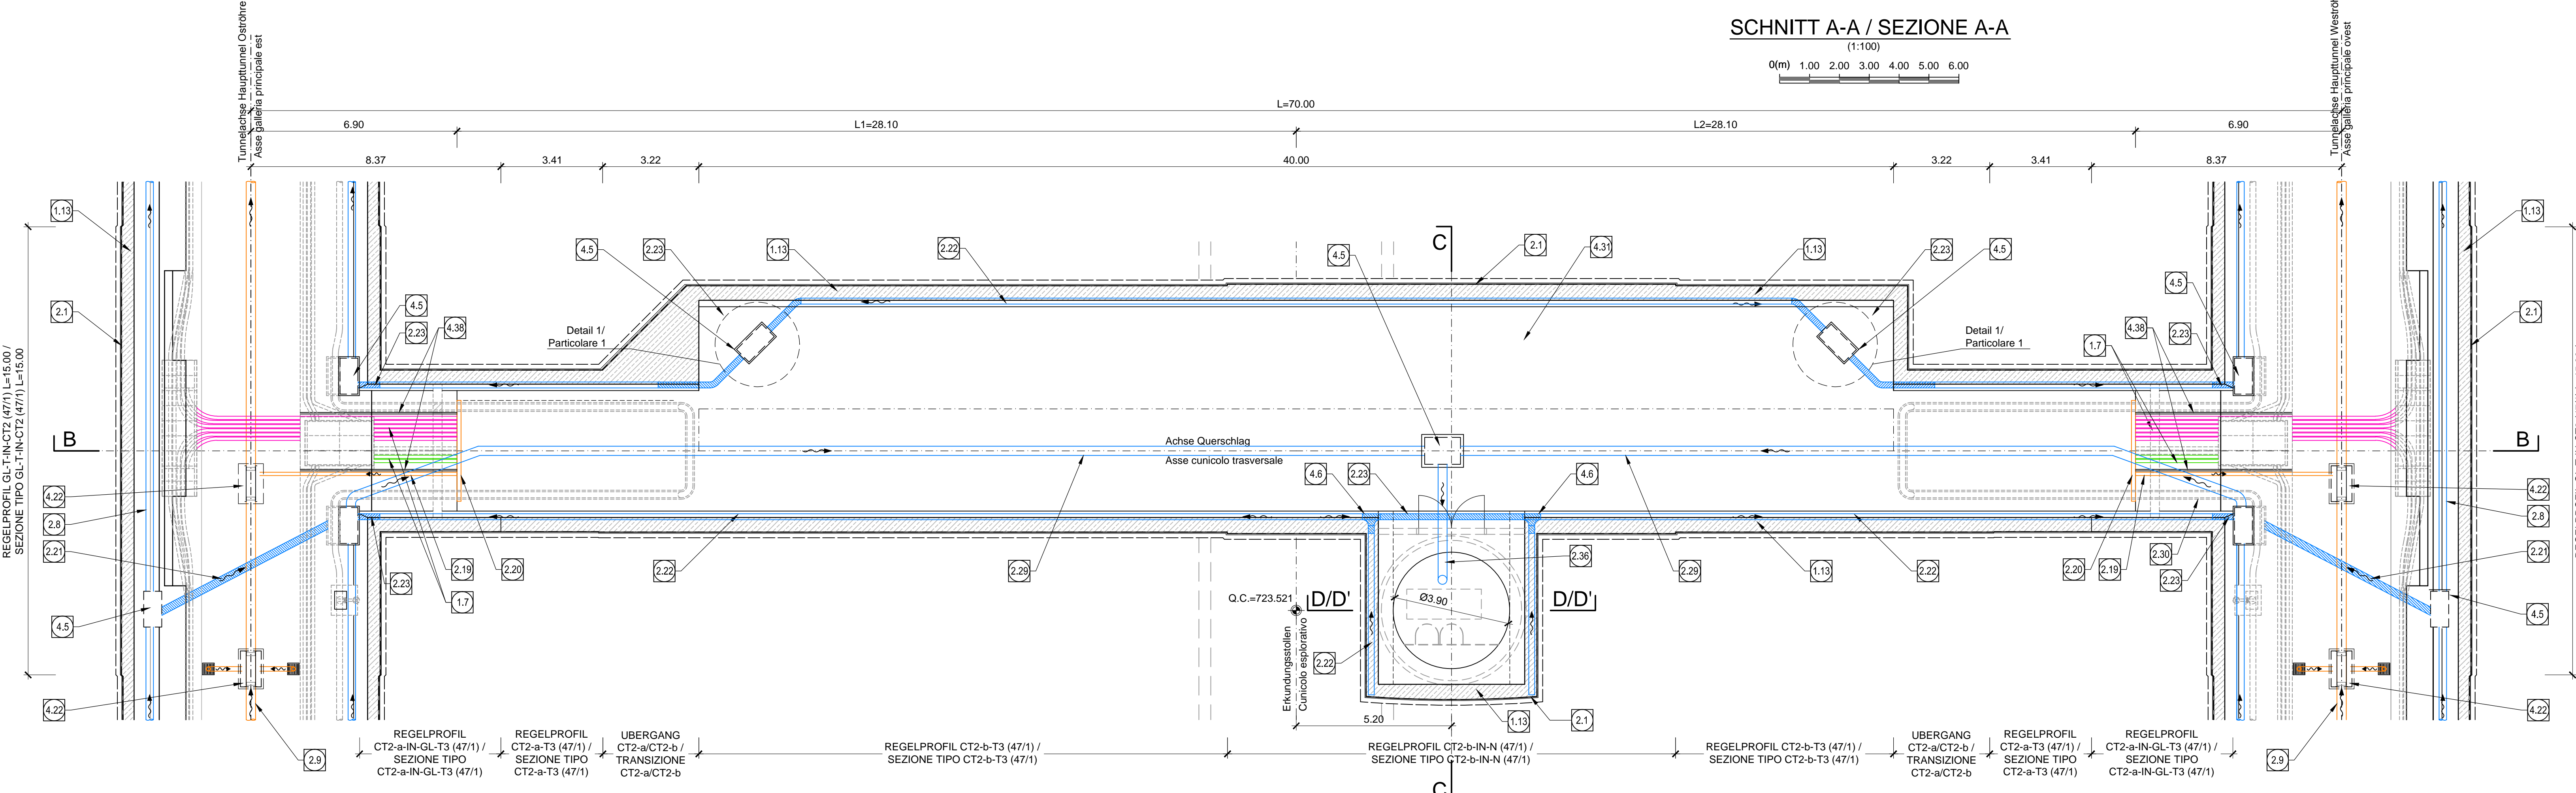 SCHNITT A-A / SEZIONE A-A
(1:100)
0(m) 1.00 2.00 3.00 4.00 5.00 6.00
Tunnelachse Haupttunnel Oströhre
Asse galleria principale est
Tunnelachse Haupttunnel Weströhre
Asse galleria principale ovest
L=70.00
6.90
L1=28.10
L2=28.10
6.90
8.37
3.41
3.22
40.00
3.22
3.41
8.37
REGELPROFIL GL-T-IN-CT2 (47/1) L=15.00 /
SEZIONE TIPO GL-T-IN-CT2 (47/1) L=15.00
1.13
2.1
4.5
2.23
4.38
4.5
2.23
1.13
2.22
4.5
C
2.1
4.31
1.13
2.23
4.5
4.5
2.23
4.38
1.7
1.13
2.1
Detail 1/
Particolare 1
Detail 1/
Particolare 1
B
B
Achse Querschlag
Asse cunicolo trasversale
4.22
2.8
2.21
4.5
4.22
2.9
2.23
1.7
2.19
2.20
2.22
2.29
4.6
2.23
4.6
2.36
2.29
1.13
2.22
2.20
2.19
2.30
2.23
4.22
2.8
2.21
4.5
4.22
2.9
Q.C.=723.521
D/D'
D/D'
Ø3.90
Erkundungsstollen
Cunicolo esplorativo
2.22
5.20
1.13
2.1
REGELPROFIL
CT2-a-IN-GL-T3 (47/1) /
SEZIONE TIPO
CT2-a-IN-GL-T3 (47/1)
REGELPROFIL
CT2-a-T3 (47/1) /
SEZIONE TIPO
CT2-a-T3 (47/1)
UBERGANG
CT2-a/CT2-b /
TRANSIZIONE
CT2-a/CT2-b
REGELPROFIL CT2-b-T3 (47/1) /
SEZIONE TIPO CT2-b-T3 (47/1)
REGELPROFIL CT2-b-IN-N (47/1) /
SEZIONE TIPO CT2-b-IN-N (47/1)
REGELPROFIL CT2-b-T3 (47/1) /
SEZIONE TIPO CT2-b-T3 (47/1)
UBERGANG
CT2-a/CT2-b /
TRANSIZIONE
CT2-a/CT2-b
REGELPROFIL
CT2-a-T3 (47/1) /
SEZIONE TIPO
CT2-a-T3 (47/1)
REGELPROFIL
CT2-a-IN-GL-T3 (47/1) /
SEZIONE TIPO
CT2-a-IN-GL-T3 (47/1)
C